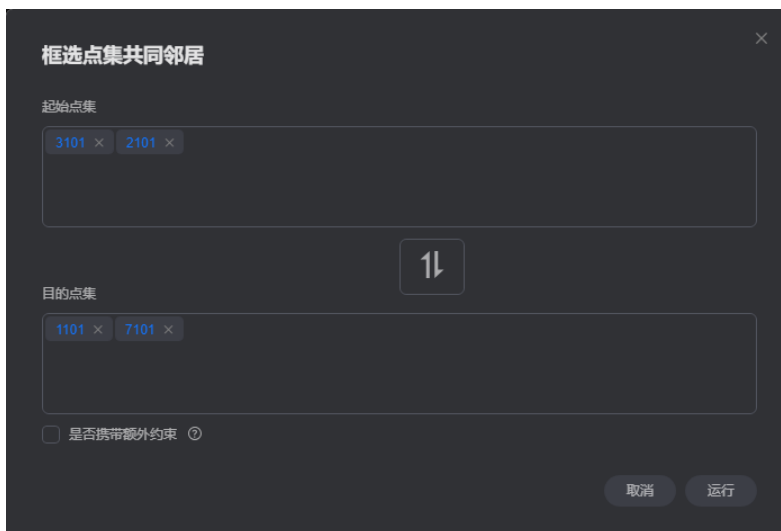 框选点集共同邻居
起始点集
3101 × 2101 ×
目的点集
1101 × 7101 ×
是否携带额外约束
取消 运行